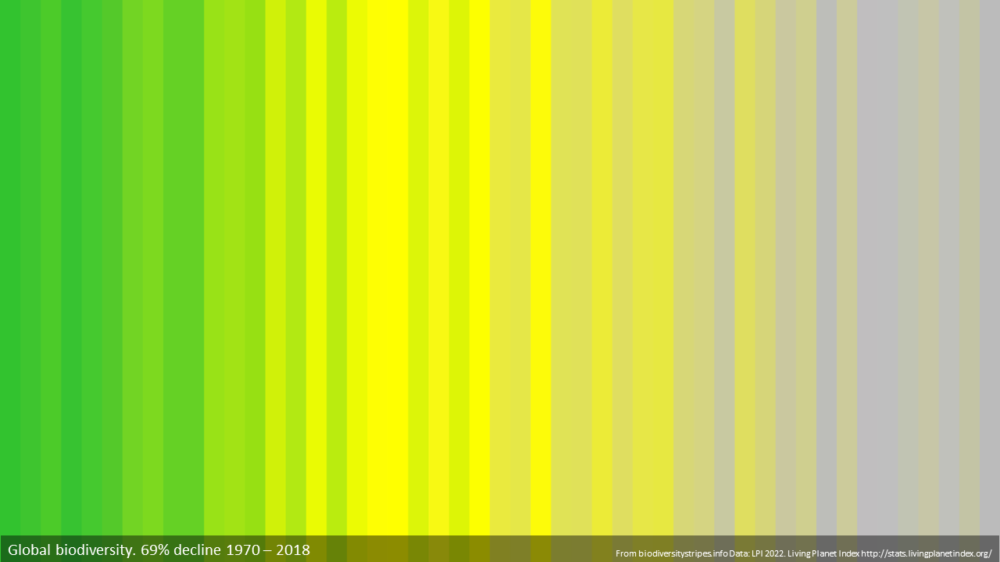 Global biodiversity. 69% decline 1970 – 2018
From biodiversitystripes.info Data: LPI 2022. Living Planet Index http://stats.livingplanetindex.org/